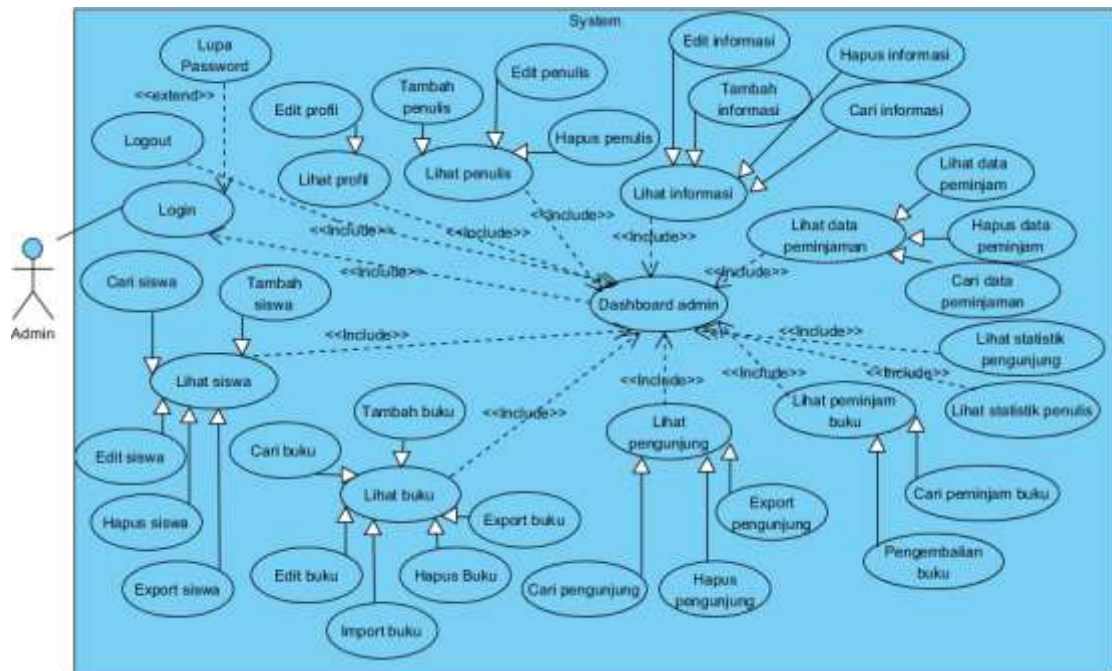 System
Lupa
Password
Edit informasi
Hapus informasi
Edit penulis
Tambah
penulis
Tambah
informasi
<<extend>>
Edit profil
Cari informasi
Logout
Hapus penulis
Lihat data
peminjam
Lihat profil
Lihat penulis
Lihat informasi
Login
<<Include>>
<<Include>>
<<Include>>
<<Include>>
Lihat data
peminjaman
Hapus data
peminjam
<<Include>>
<<Include>>
Cari siswa
Tambah
siswa
Cari data
peminjaman
Dashboard admin
Admin
<<Include>>
<<Include>>
Lihat statistik
pengunjung
Lihat siswa
<<Include>>
<<Include>>
<<Include>>
Tambah buku
<<Include>>
Lihat
pengunjung
Lihat peminjam
buku
Lihat statistik penulis
Cari buku
Edit siswa
Lihat buku
Export buku
Export
pengunjung
Cari peminjam buku
Hapus siswa
Edit buku
Hapus Buku
Cari pengunjung
Hapus
pengunjung
Pengembalian
buku
Export siswa
Import buku